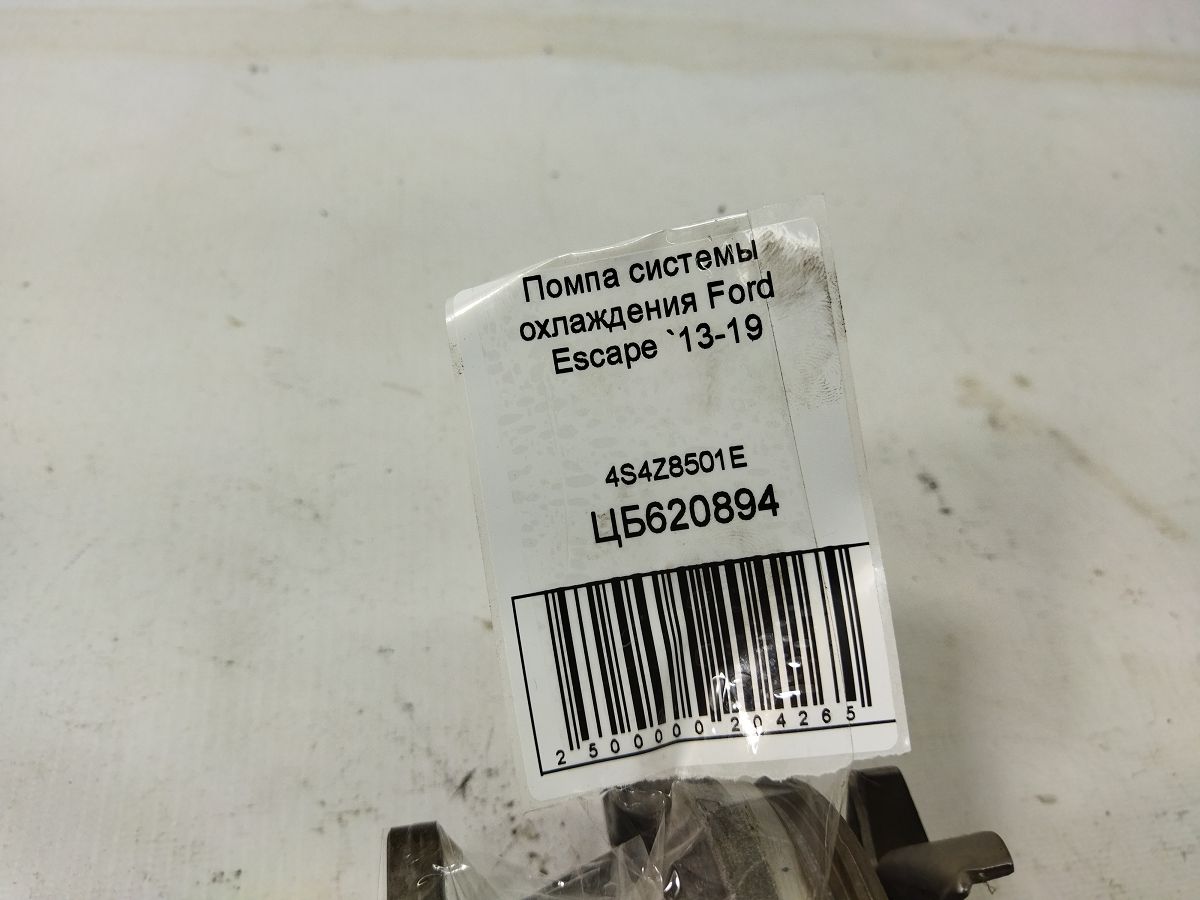 Помпа системы
охлаждения Ford
Escape `13-19
4S4Z8501E
ЦБ620894
2500000204265